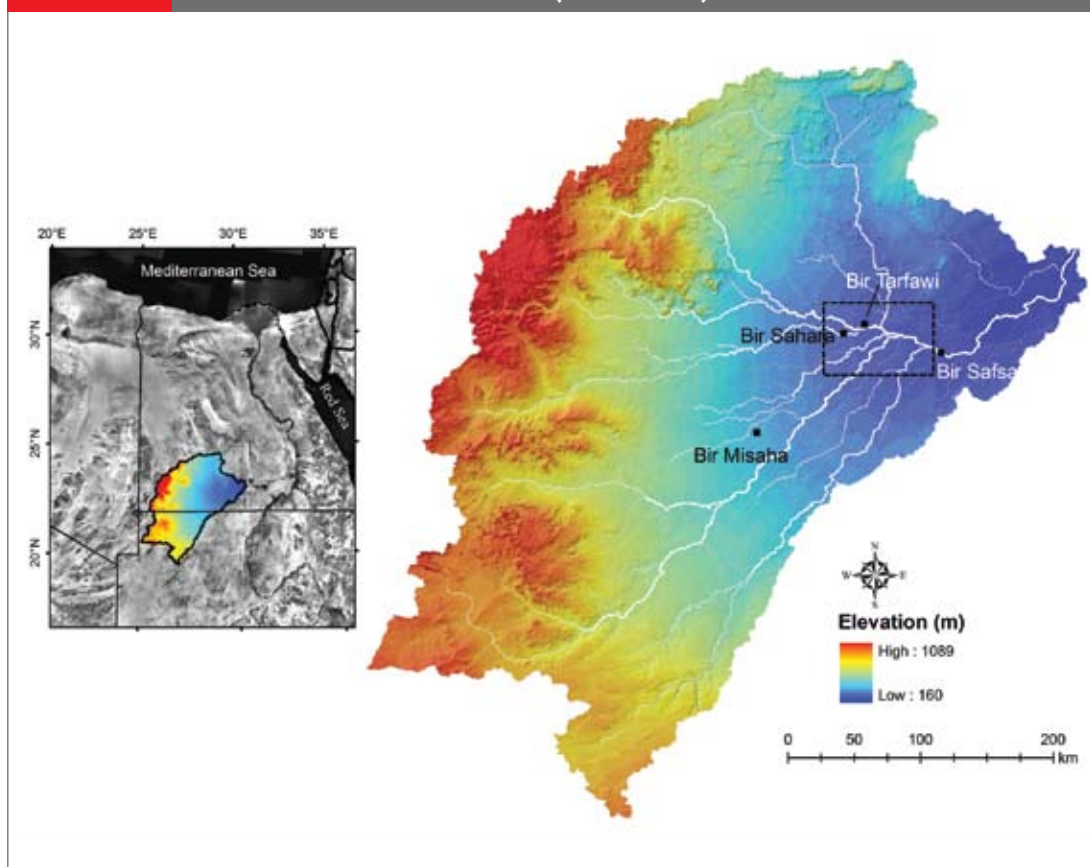 20°E 25°E 30°E 35°E
Mediterranean Sea
30°N
Red Sea
25°N
20°N
Bir Tarfawi
Bir Sahara
Bir Safsa
Bir Misaha
N
W E
S
Elevation (m)
High : 1089
Low : 160
0 50 100 200
km